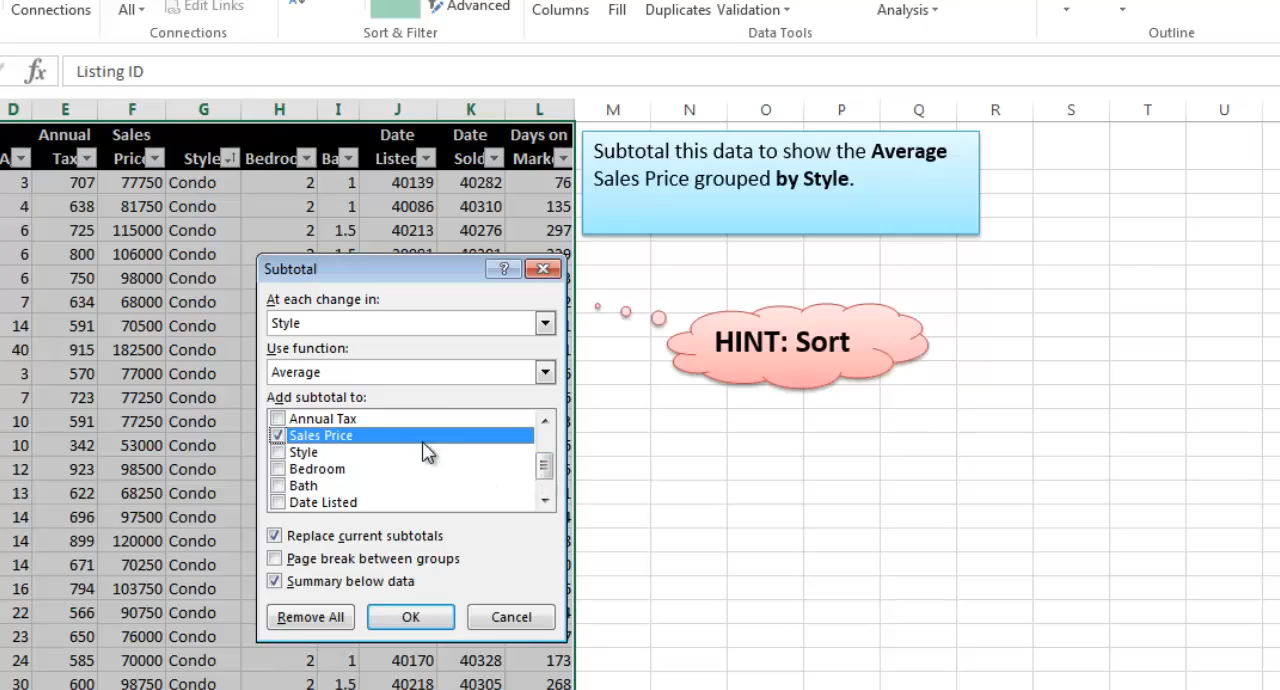 Connections
All
Edit Links
Connections
Advanced
Sort & Filter
Columns Fill Duplicates Validation
Data Tools
Analysis
Outline
fx Listing ID
D E F G H I J K L M N O P Q R S T U
Annual Sales Date Date Days on
A Tax Price Style Bedroo Ba Listed Sold Mark
3 707 77750 Condo 2 1 40139 40282 76
4 638 81750 Condo 2 1 40086 40310 135
6 725 115000 Condo 2 1.5 40213 40276 297
6 800 106000 Condo
6 750 98000 Condo
7 634 68000 Condo
14 591 70500 Condo
40 915 182500 Condo
3 570 77000 Condo
7 723 77250 Condo
10 591 77250 Condo
10 342 53000 Condo
12 923 98500 Condo
13 622 68250 Condo
14 696 97500 Condo
14 899 120000 Condo
14 671 70250 Condo
16 794 103750 Condo
22 566 90750 Condo
23 650 76000 Condo
24 585 70000 Condo 2 1 40170 40328 173
30 600 98750 Condo 2 1.5 40218 40305 268
Subtotal this data to show the Average
Sales Price grouped by Style.
HINT: Sort
Subtotal
At each change in:
Style
Use function:
Average
Add subtotal to:
Annual Tax
Sales Price
Style
Bedroom
Bath
Date Listed
Replace current subtotals
Page break between groups
Summary below data
Remove All OK Cancel